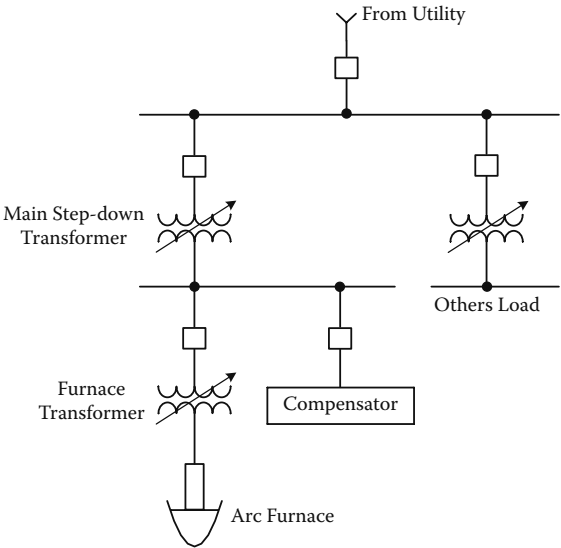 From Utility
Main Step-down
Transformer
Others Load
Furnace
Transformer
Compensator
Arc Furnace